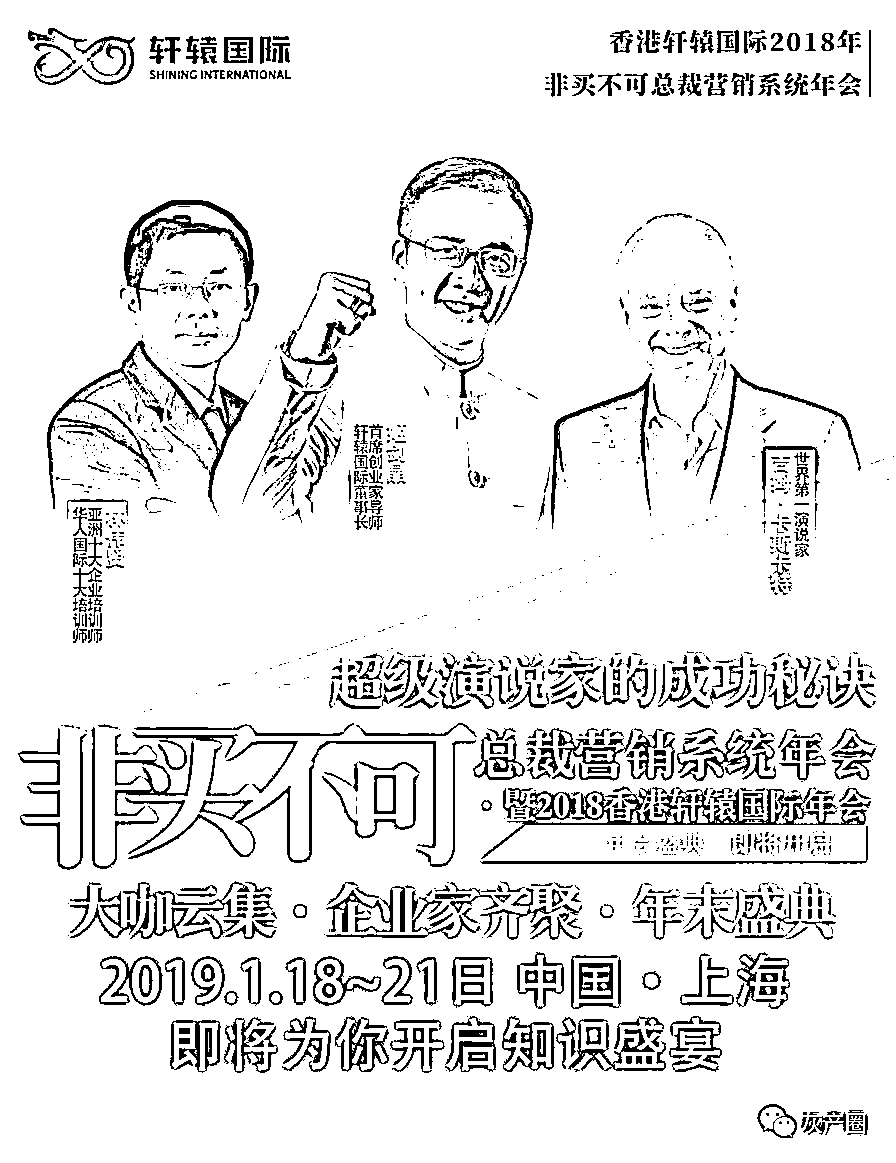 轩辕国际
SHINING INTERNATIONAL
香港轩辕国际2018年
非买不可总裁营销系统年会
亚洲十大企业培训师
华人国际十大培训师
首席创业家导师
轩辕国际董事长
世界第一演说家
超级演说家的成功秘诀
非买不可
总裁营销系统年会
·暨2018香港轩辕国际年会
即将开启
大咖云集·企业家齐聚·年末盛典
2019.1.18~21日 中国·上海
即将为你开启知识盛宴
灰产圈